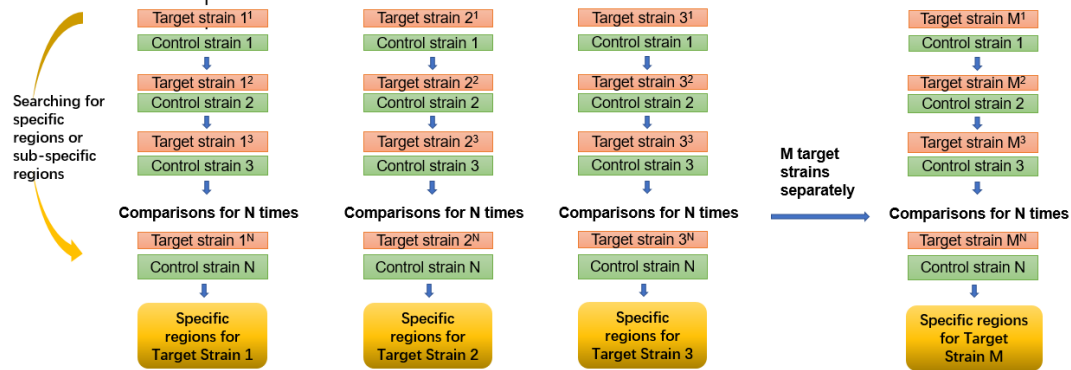 Searching for
specific
regions or
sub-specific
regions
Target strain 1¹
Control strain 1
Target strain 1²
Control strain 2
Target strain 1³
Control strain 3
Comparisons for N times
Target strain 1ᴺ
Control strain N
Specific
regions for
Target Strain 1
Target strain 2¹
Control strain 1
Target strain 2²
Control strain 2
Target strain 2³
Control strain 3
Comparisons for N times
Target strain 2ᴺ
Control strain N
Specific
regions for
Target Strain 2
Target strain 3¹
Control strain 1
Target strain 3²
Control strain 2
Target strain 3³
Control strain 3
Comparisons for N times
Target strain 3ᴺ
Control strain N
Specific
regions for
Target Strain 3
M target
strains
separately
Target strain M¹
Control strain 1
Target strain M²
Control strain 2
Target strain M³
Control strain 3
Comparisons for N times
Target strain Mᴺ
Control strain N
Specific regions
for Target
Strain M